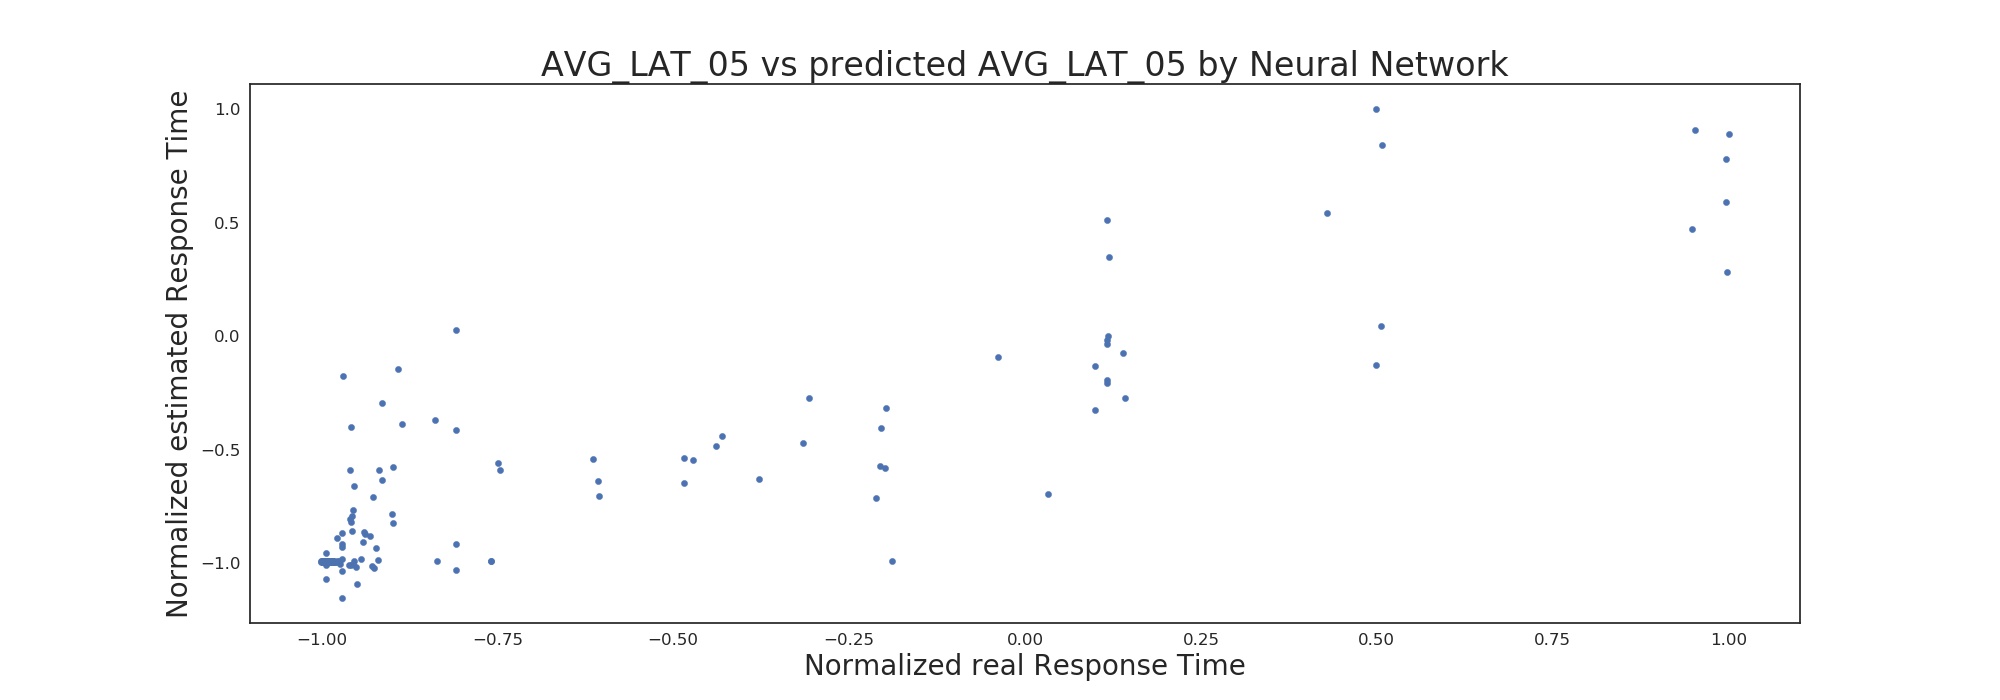 AVG_LAT_05 vs predicted AVG_LAT_05 by Neural Network
Normalized estimated Response Time
1.0
0.5
0.0
−0.5
−1.0
−1.00 −0.75 −0.50 −0.25 0.00 0.25 0.50 0.75 1.00
Normalized real Response Time